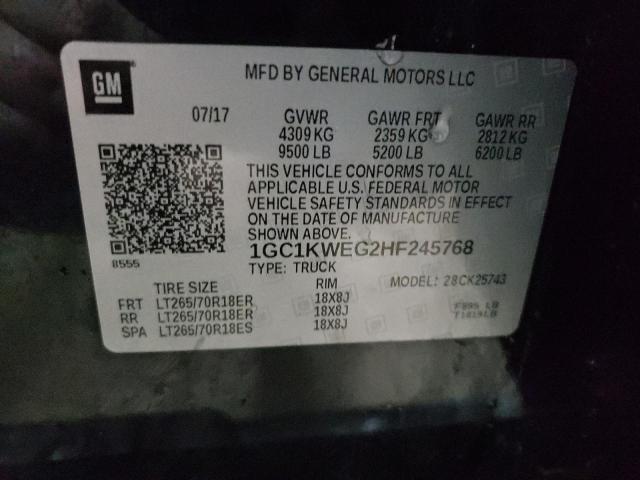 GM
MFD BY GENERAL MOTORS LLC
07/17 GVWR GAWR FRT GAWR RR
4309 KG 2359 KG 2812 KG
9500 LB 5200 LB 6200 LB
THIS VEHICLE CONFORMS TO ALL
APPLICABLE U.S. FEDERAL MOTOR
VEHICLE SAFETY STANDARDS IN EFFECT
ON THE DATE OF MANUFACTURE
SHOWN ABOVE.
1GC1KWEG2HF245768
8555
TYPE: TRUCK
MODEL: 28CK25743
TIRE SIZE RIM
FRT LT265/70R18ER 18X8J
RR LT265/70R18ER 18X8J
SPA LT265/70R18ES 18X8J
F895 LB
T1819LB